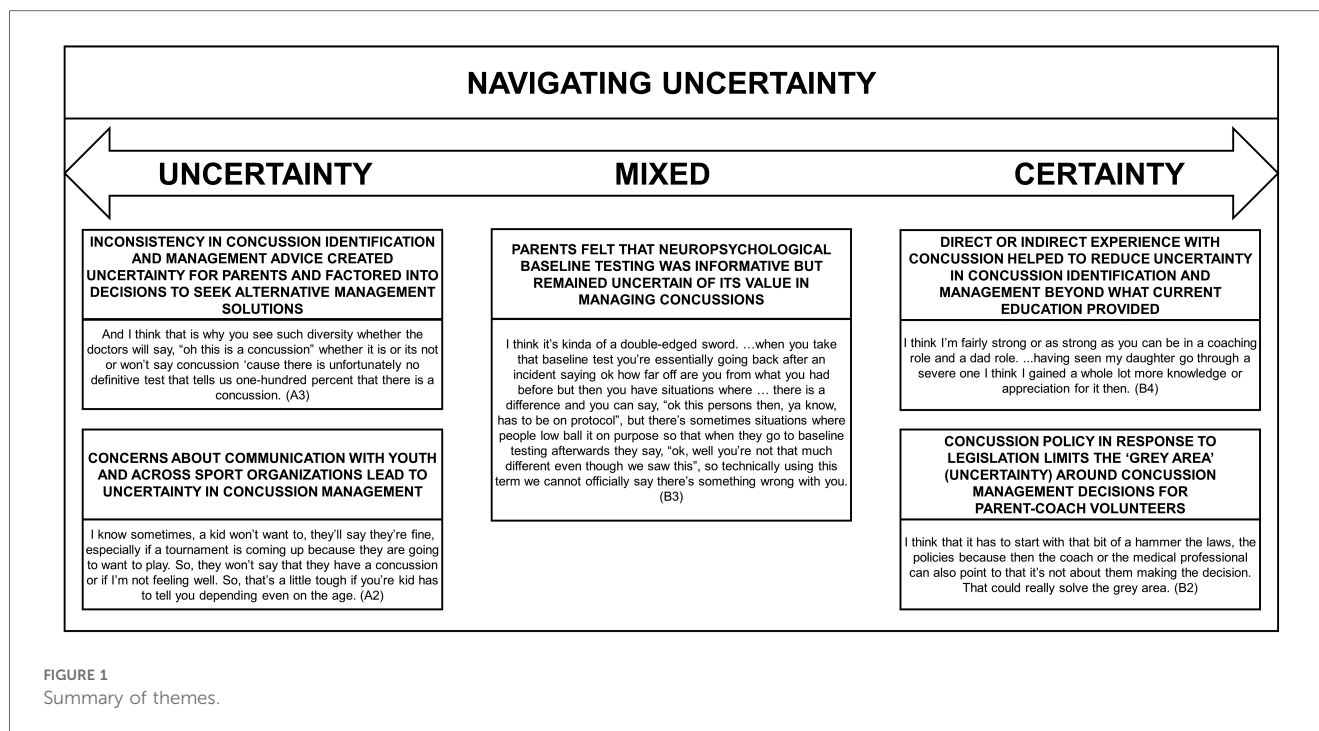 NAVIGATING UNCERTAINTY
UNCERTAINTY
MIXED
CERTAINTY
INCONSISTENCY IN CONCUSSION IDENTIFICATION
AND MANAGEMENT ADVICE CREATED
UNCERTAINTY FOR PARENTS AND FACTORED INTO
DECISIONS TO SEEK ALTERNATIVE MANAGEMENT
SOLUTIONS
And I think that is why you see such diversity whether the
doctors will say, “oh this is a concussion” whether it is or its not
or won’t say concussion ‘cause there is unfortunately no
definitive test that tells us one-hundred percent that there is a
concussion. (A3)
CONCERNS ABOUT COMMUNICATION WITH YOUTH
AND ACROSS SPORT ORGANIZATIONS LEAD TO
UNCERTAINTY IN CONCUSSION MANAGEMENT
I know sometimes, a kid won’t want to, they’ll say they’re fine,
especially if a tournament is coming up because they are going
to want to play. So, they won’t say that they have a concussion
or if I’m not feeling well. So, that’s a little tough if you’re kid has
to tell you depending even on the age. (A2)
PARENTS FELT THAT NEUROPSYCHOLOGICAL
BASELINE TESTING WAS INFORMATIVE BUT
REMAINED UNCERTAIN OF ITS VALUE IN
MANAGING CONCUSSIONS
I think it’s kinda of a double-edged sword. …when you take
that baseline test you’re essentially going back after an
incident saying ok how far off are you from what you had
before but then you have situations where … there is a
difference and you can say, “ok this persons then, ya know,
has to be on protocol”, but there’s sometimes situations where
people low ball it on purpose so that when they go to baseline
testing afterwards they say, “ok, well you’re not that much
different even though we saw this”, so technically using this
term we cannot officially say there’s something wrong with you.
(B3)
DIRECT OR INDIRECT EXPERIENCE WITH
CONCUSSION HELPED TO REDUCE UNCERTAINTY
IN CONCUSSION IDENTIFICATION AND
MANAGEMENT BEYOND WHAT CURRENT
EDUCATION PROVIDED
I think I’m fairly strong or as strong as you can be in a coaching
role and a dad role. ...having seen my daughter go through a
severe one I think I gained a whole lot more knowledge or
appreciation for it then. (B4)
CONCUSSION POLICY IN RESPONSE TO
LEGISLATION LIMITS THE ‘GREY AREA’
(UNCERTAINTY) AROUND CONCUSSION
MANAGEMENT DECISIONS FOR
PARENT-COACH VOLUNTEERS
I think that it has to start with that bit of a hammer the laws, the
policies because then the coach or the medical professional
can also point to that it’s not about them making the decision.
That could really solve the grey area. (B2)
FIGURE 1
Summary of themes.